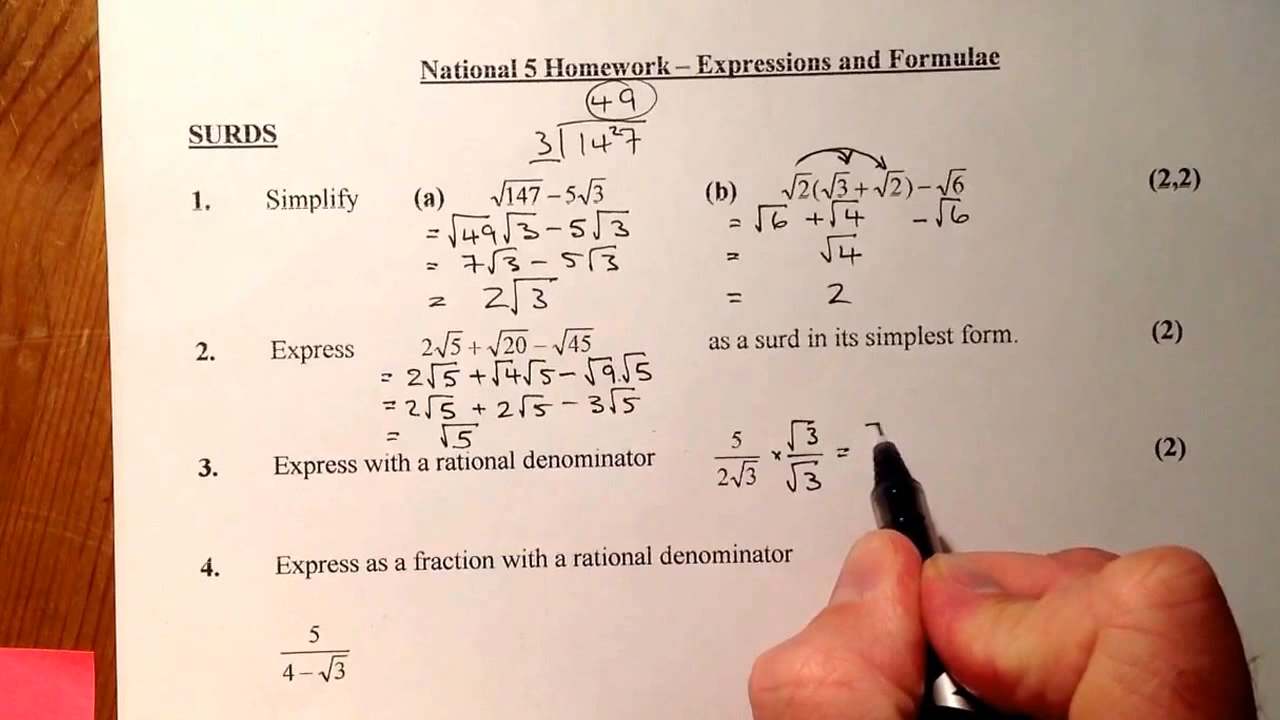 National 5 Homework – Expressions and Formulae
49
SURDS
3 14²7
1. Simplify (a) √147 – 5√3 (b) √2(√3 + √2) – √6 (2,2)
= √49√3 – 5√3 = √6 + √4 – √6
= 7√3 – 5√3 = √4
= 2√3 = 2
2. Express 2√5 + √20 – √45 as a surd in its simplest form. (2)
= 2√5 + √4√5 – √9.√5
= 2√5 + 2√5 – 3√5
= √5
3. Express with a rational denominator 5/2√3 × √3/√3 = (2)
4. Express as a fraction with a rational denominator
5
4 – √3